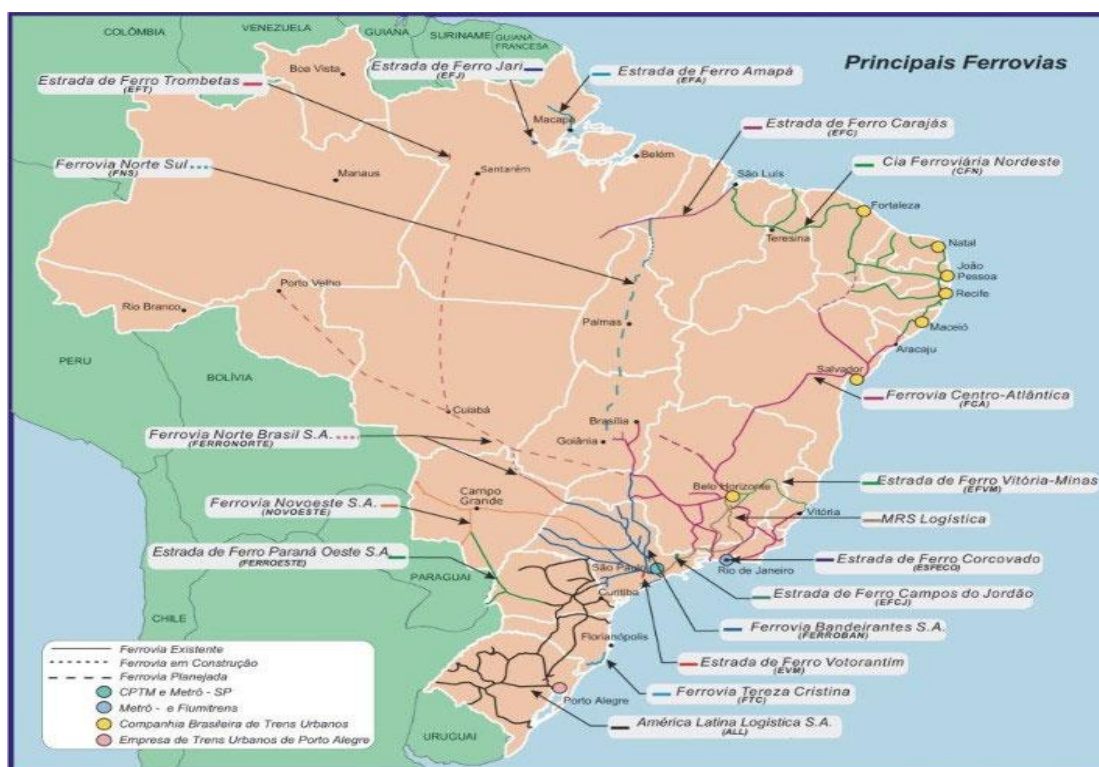 COLÔMBIA
VENEZUELA
GUIANA
SURINAME
GUIANA
FRANCESA
Principais Ferrovias
Boa Vista
Estrada de Ferro Trombetas
(EFT)
Estrada de Ferro Jari
(EFJ)
Estrada de Ferro Amapá
(EFA)
Macapá
Estrada de Ferro Carajás
(EFC)
Belém
Ferrovia Norte Sul
(FNS)
Manaus
Santarém
São Luís
Cia Ferroviária Nordeste
(CFN)
Fortaleza
Teresina
Natal
João
Pessoa
Recife
Porto Velho
Rio Branco
Palmas
Maceió
Aracaju
PERU
BOLÍVIA
Salvador
Ferrovia Centro-Atlântica
(FCA)
Cuiabá
Brasília
Goiânia
Ferrovia Norte Brasil S.A.
(FERRONORTE)
Belo Horizonte
Estrada de Ferro Vitória-Minas
(EFVM)
Ferrovia Novoeste S.A.
(NOVOESTE)
Campo
Grande
MRS Logística
Vitória
Estrada de Ferro Paraná Oeste S.A
(FERROESTE)
PARAGUAI
São Paulo
Rio de Janeiro
Estrada de Ferro Corcovado
(ESFECO)
Curitiba
Estrada de Ferro Campos do Jordão
(EFCJ)
CHILE
Florianópolis
Ferrovia Bandeirantes S.A.
(FERROBAN)
Estrada de Ferro Votorantim
(EVM)
Porto Alegre
Ferrovia Tereza Cristina
(FTC)
América Latina Logística S.A.
(ALL)
URUGUAI
Ferrovia Existente
Ferrovia em Construção
Ferrovia Planejada
CPTM e Metrô - SP
Metrô - e Flumitrens
Companhia Brasileira de Trens Urbanos
Empresa de Trens Urbanos de Porto Alegre